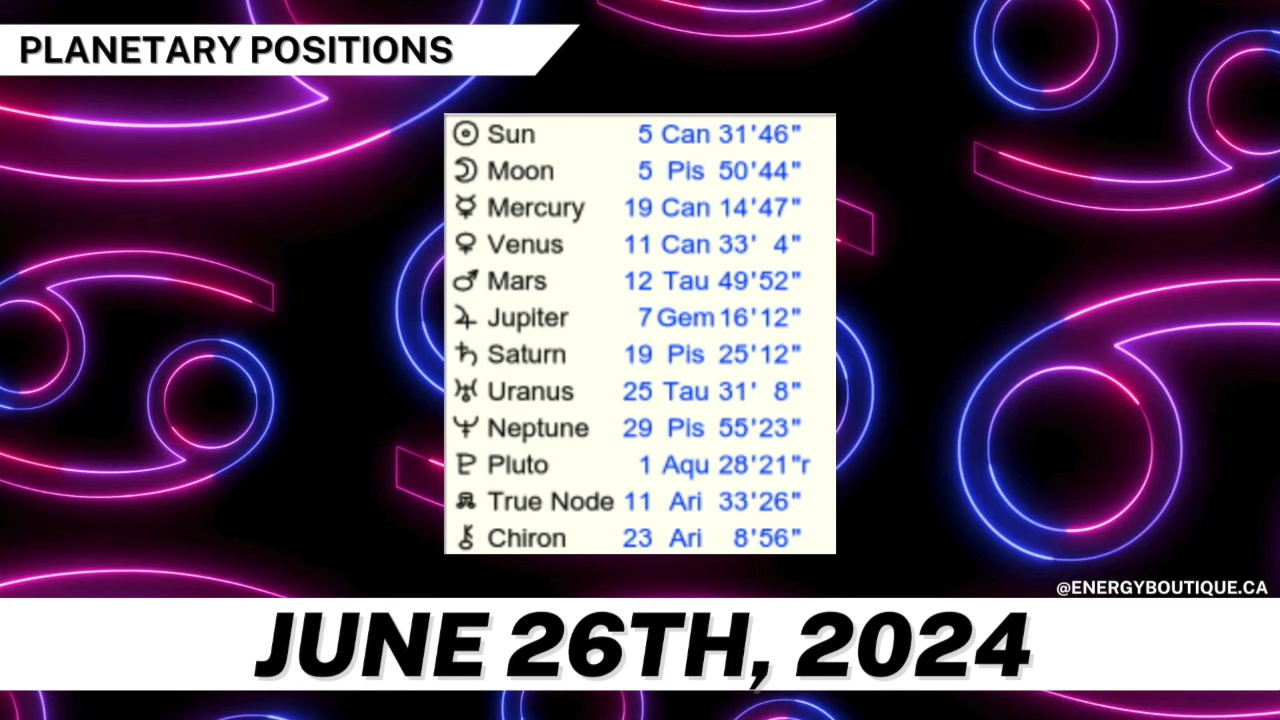 PLANETARY POSITIONS
Sun 5 Can 31'46"
Moon 5 Pis 50'44"
Mercury 19 Can 14'47"
Venus 11 Can 33' 4"
Mars 12 Tau 49'52"
Jupiter 7 Gem 16'12"
Saturn 19 Pis 25'12"
Uranus 25 Tau 31' 8"
Neptune 29 Pis 55'23"
Pluto 1 Aqu 28'21"r
True Node 11 Ari 33'26"
Chiron 23 Ari 8'56"
@ENERGYBOUTIQUE.CA
JUNE 26TH, 2024